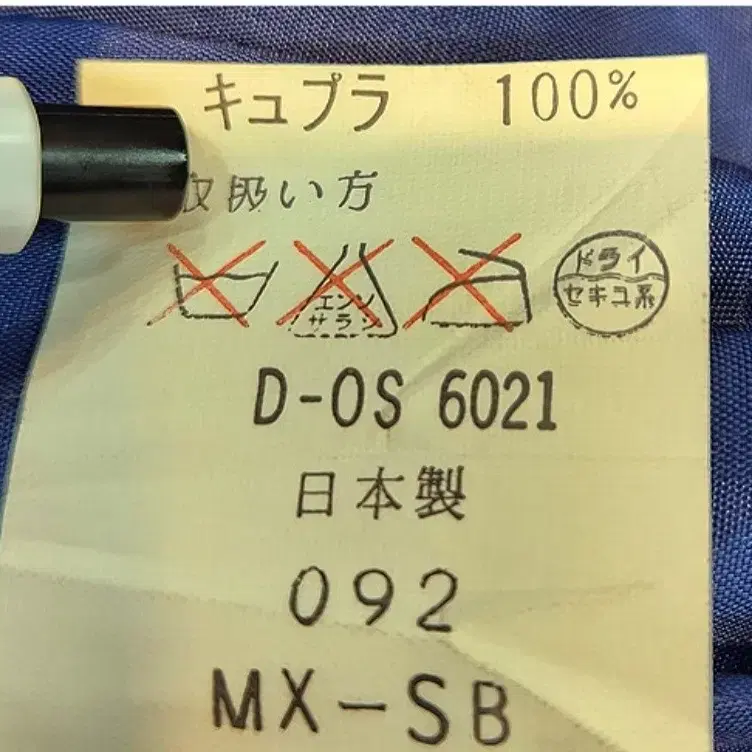 キュプラ 100%
取扱い方
エンソ サラシ ドライ セキユ系
D-OS 6021
日本製
092
MX-SB